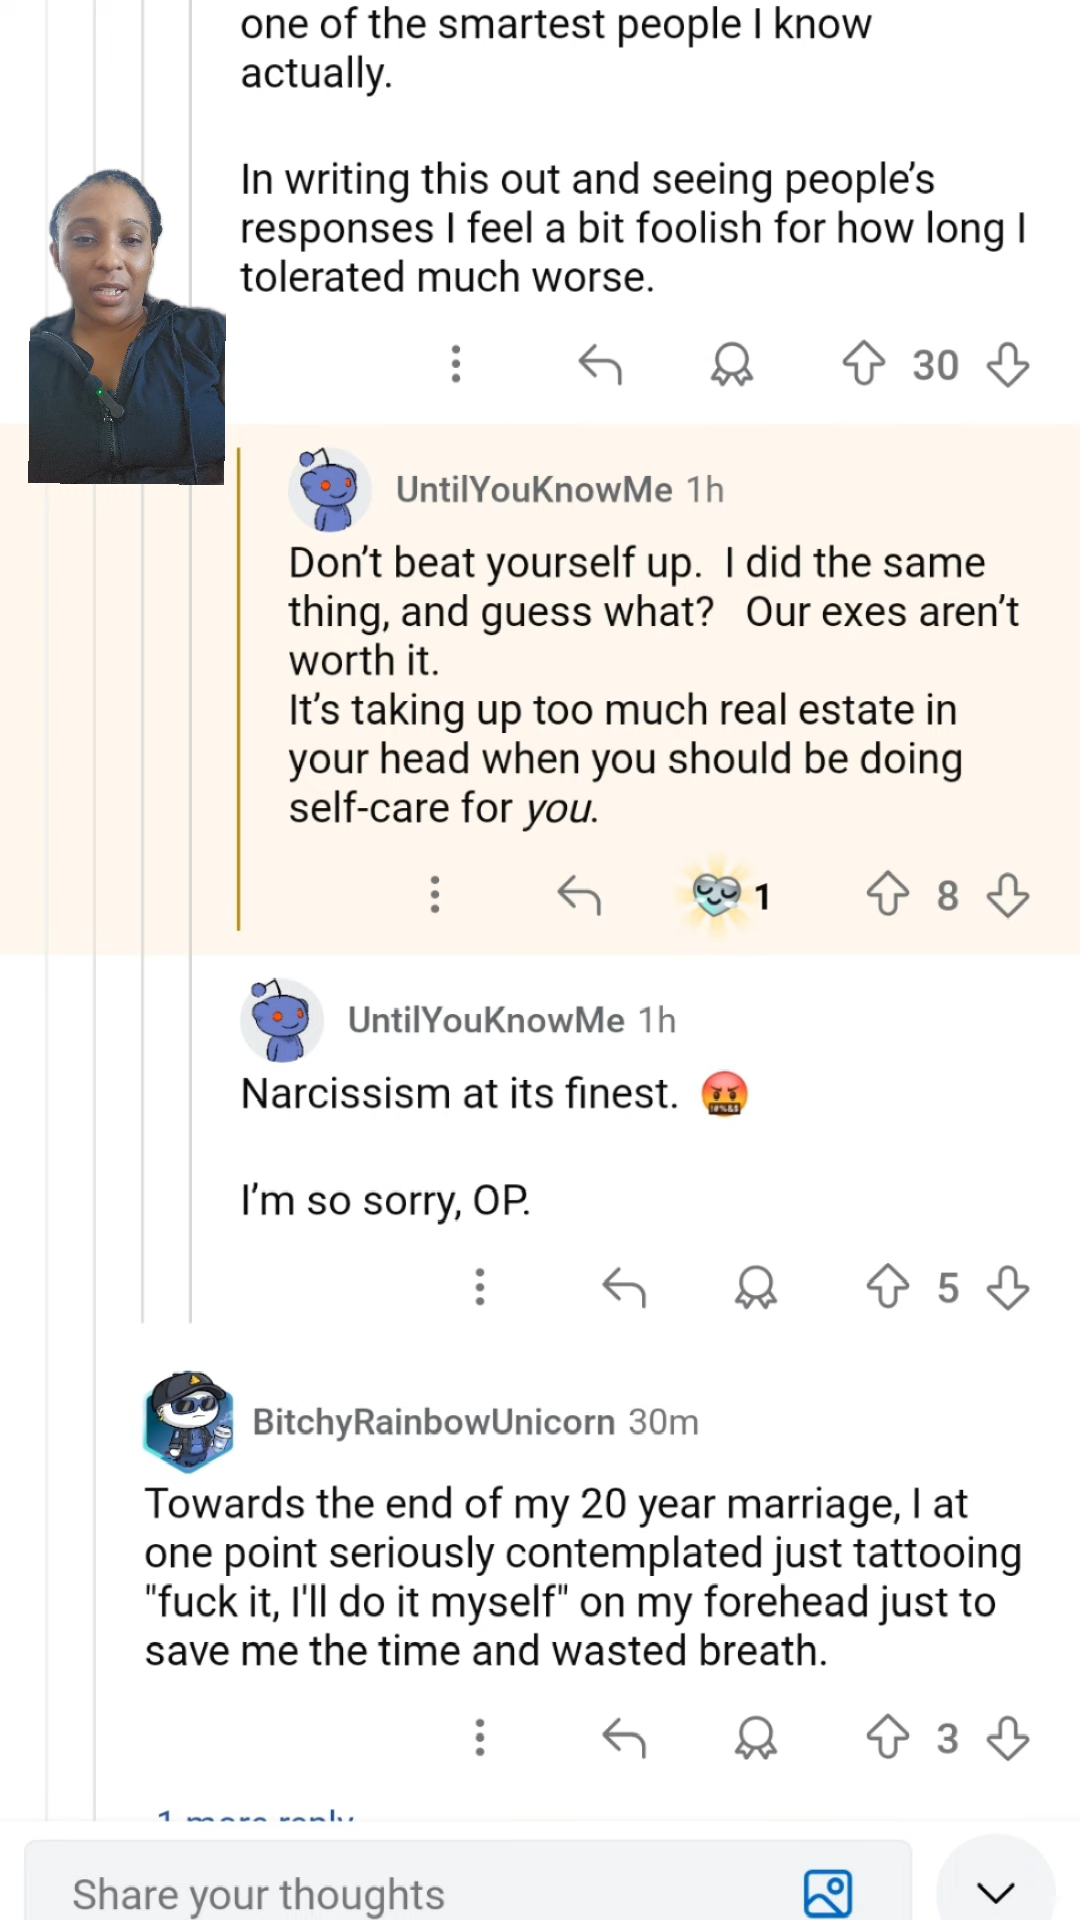 one of the smartest people I know
actually.
In writing this out and seeing people's
responses I feel a bit foolish for how long I
tolerated much worse.
30
UntilYouKnowMe 1h
Don't beat yourself up.  I did the same
thing, and guess what?   Our exes aren't
worth it.
It's taking up too much real estate in
your head when you should be doing
self-care for you.
1 8
UntilYouKnowMe 1h
Narcissism at its finest. 🤬
I'm so sorry, OP.
5
BitchyRainbowUnicorn 30m
Towards the end of my 20 year marriage, I at
one point seriously contemplated just tattooing
"fuck it, I'll do it myself" on my forehead just to
save me the time and wasted breath.
3
1 more reply
Share your thoughts